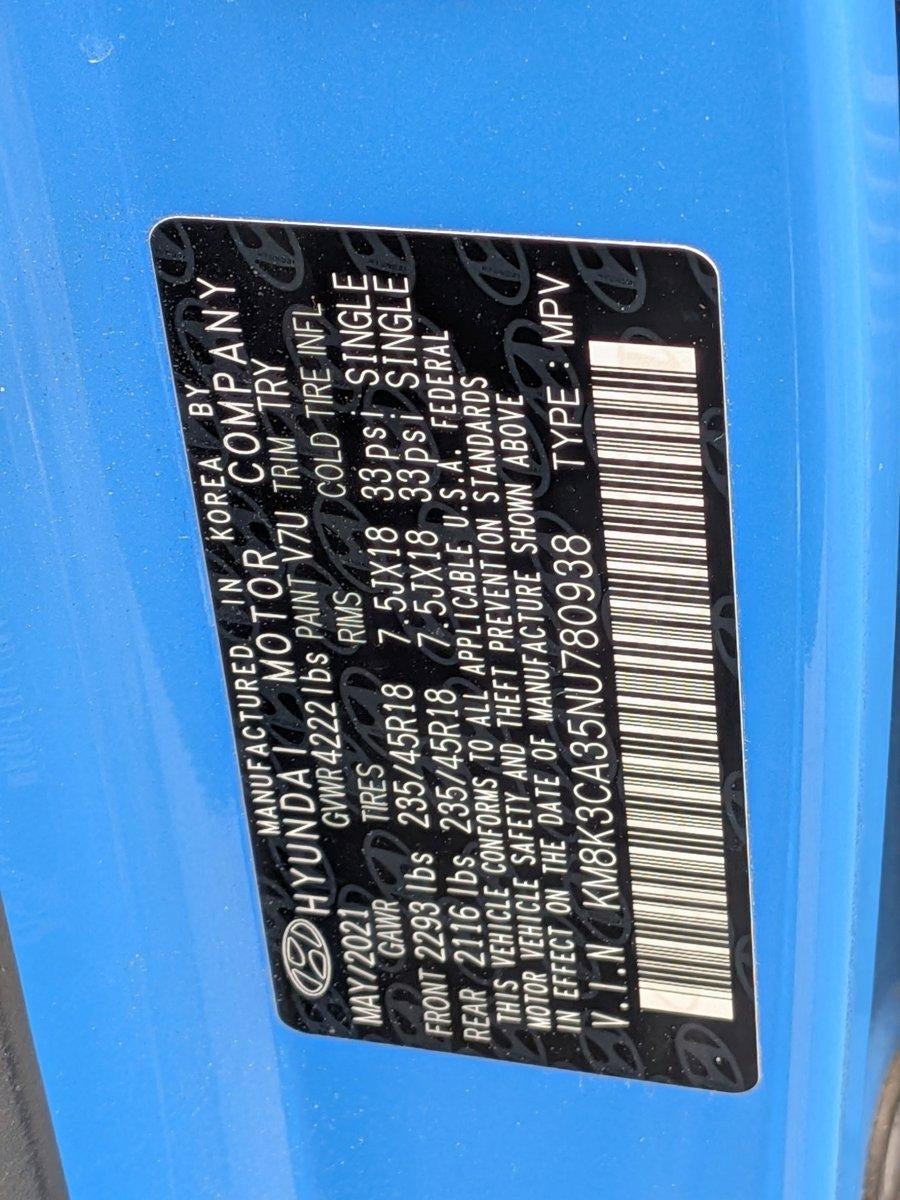 MANUFACTURED IN KOREA BY
HYUNDAI MOTOR COMPANY
MAY/2021 GVWR 4222 lbs PAINT V7U TRIM TRY
GAWR TIRES RIMS COLD TIRE INFL
FRONT 2293 lbs 235/45R18 7.5JX18 33psi SINGLE
REAR 2116 lbs. 235/45R18 7.5JX18 33psi SINGLE
THIS VEHICLE CONFORMS TO ALL APPLICABLE U.S.A. FEDERAL
MOTOR VEHICLE SAFETY AND THEFT PREVENTION STANDARDS
IN EFFECT ON THE DATE OF MANUFACTURE SHOWN ABOVE
V.I.N KM8K3CA35NU780938 TYPE: MPV